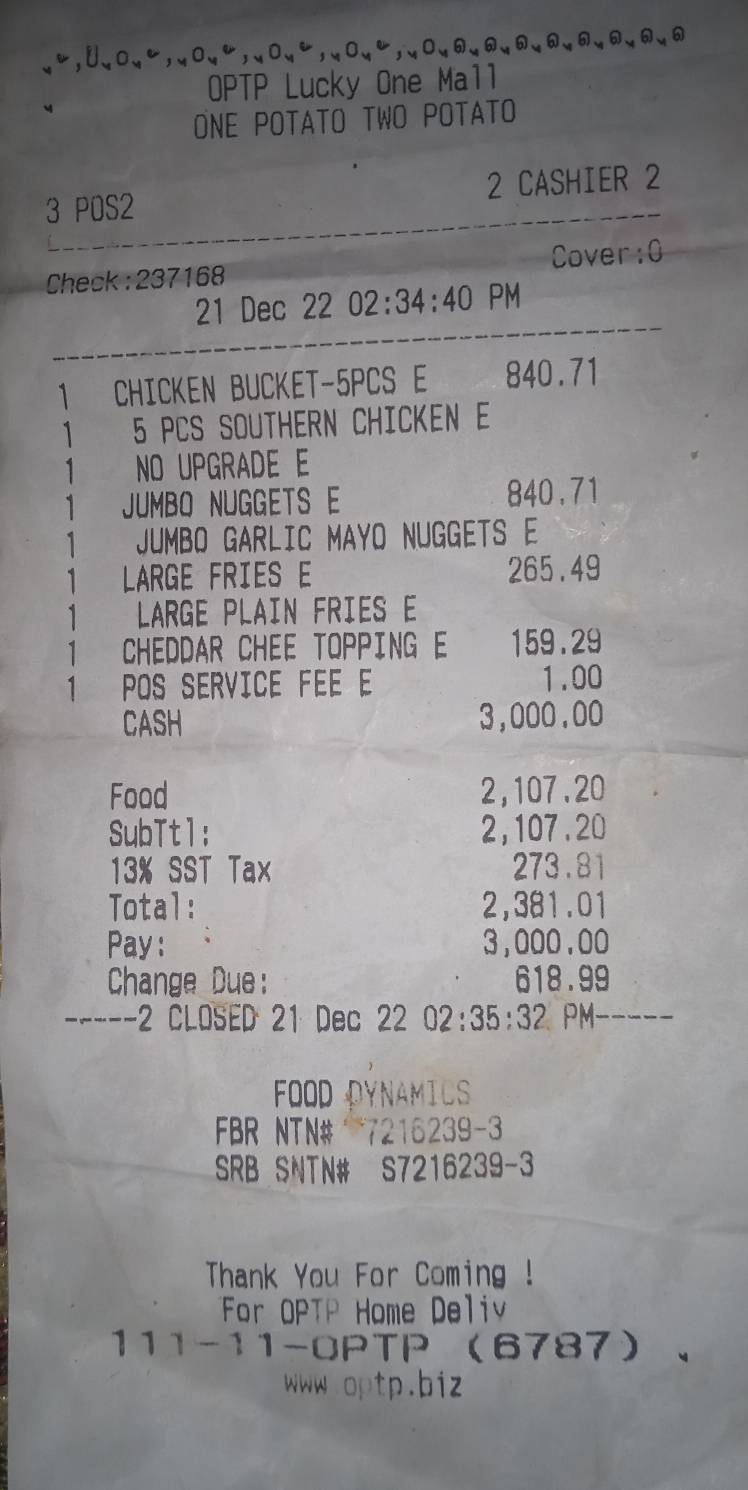 OPTP Lucky One Mall
ONE POTATO TWO POTATO
3 POS2 2 CASHIER 2
Check:237168 Cover:0
21 Dec 22 02:34:40 PM
1 CHICKEN BUCKET-5PCS E 840.71
1 5 PCS SOUTHERN CHICKEN E
1 NO UPGRADE E
1 JUMBO NUGGETS E 840.71
1 JUMBO GARLIC MAYO NUGGETS E
1 LARGE FRIES E 265.49
1 LARGE PLAIN FRIES E
1 CHEDDAR CHEE TOPPING E 159.29
1 POS SERVICE FEE E 1.00
CASH 3,000.00
Food 2,107.20
SubTtl: 2,107.20
13% SST Tax 273.81
Total: 2,381.01
Pay: 3,000.00
Change Due: 618.99
-----2 CLOSED 21 Dec 22 02:35:32 PM-----
FOOD DYNAMICS
FBR NTN# 7216239-3
SRB SNTN# S7216239-3
Thank You For Coming !
For OPTP Home Deliv
111-11-OPTP (6787)
www.optp.biz